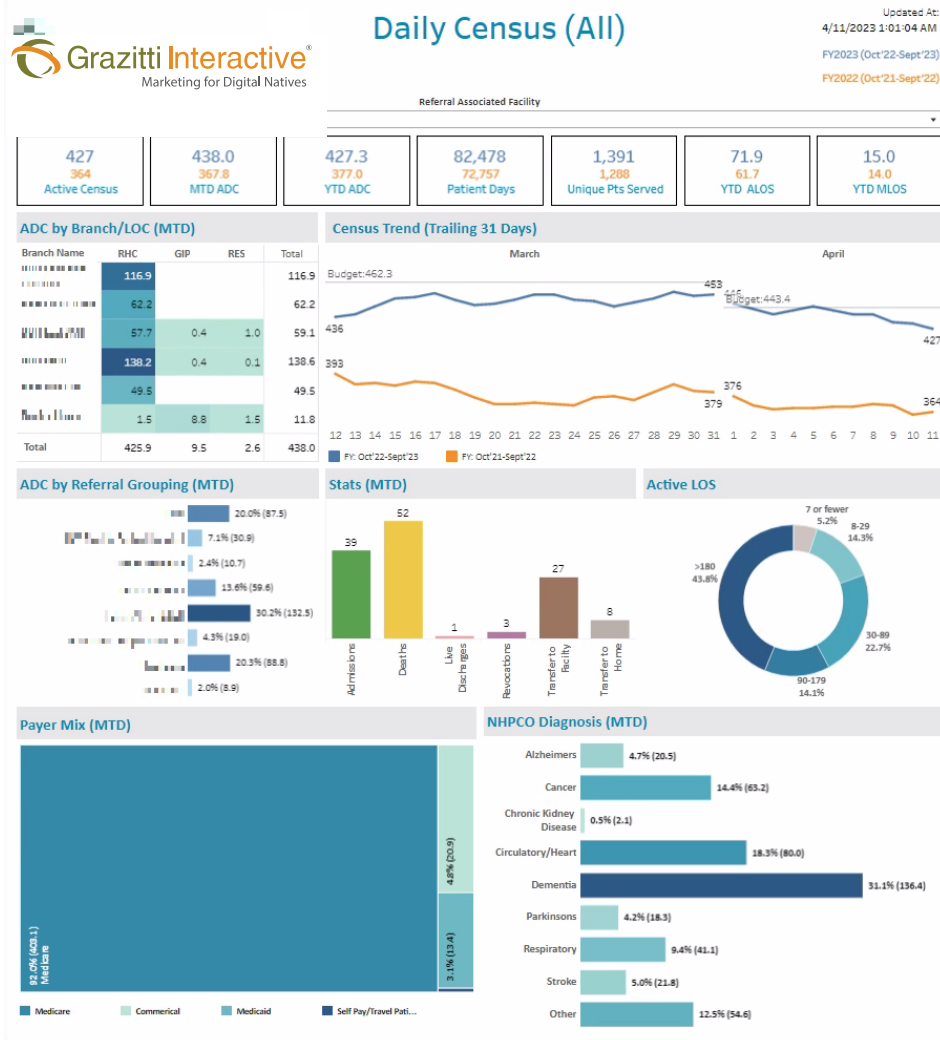 Daily Census (All)
Updated At:
4/11/2023 1:01:04 AM
FY2023 (Oct'22-Sept'23)
FY2022 (Oct'21-Sept'22)
Grazitti Interactive®
Marketing for Digital Natives
Referral Associated Facility
427
364
Active Census
438.0
367.8
MTD ADC
427.3
377.0
YTD ADC
82,478
72,757
Patient Days
1,391
1,288
Unique Pts Served
71.9
61.7
YTD ALOS
15.0
14.0
YTD MLOS
ADC by Branch/LOC (MTD)
Branch Name RHC GIP RES Total
116.9 116.9
62.2 62.2
57.7 0.4 1.0 59.1
138.2 0.4 0.1 138.6
49.5 49.5
1.5 8.8 1.5 11.8
Total 425.9 9.5 2.6 438.0
Census Trend (Trailing 31 Days)
March April
Budget:462.3
453
Budget:443.4
436
427
393
379
376
364
12 13 14 15 16 17 18 19 20 21 22 23 24 25 26 27 28 29 30 31 1 2 3 4 5 6 7 8 9 10 11
FY: Oct'22-Sept'23 FY: Oct'21-Sept'22
ADC by Referral Grouping (MTD)
20.0% (87.5)
7.1% (30.9)
2.4% (10.7)
13.6% (59.6)
30.2% (132.5)
4.3% (19.0)
20.3% (88.8)
2.0% (8.9)
Stats (MTD)
39
52
1
3
27
8
Admissions
Deaths
Live
Discharges
Revocations
Transfer to
Facilty
Transfer to
Home
Active LOS
7 or fewer
5.2%
8-29
14.3%
30-89
22.7%
90-179
14.1%
>180
43.8%
Payer Mix (MTD)
92.0% (403.1)
Medicare
4.8% (20.9)
3.1% (13.4)
Medicare Commerical Medicaid Self Pay/Travel Pati...
NHPCO Diagnosis (MTD)
Alzheimers 4.7% (20.5)
Cancer 14.4% (63.2)
Chronic Kidney
Disease 0.5% (2.1)
Circulatory/Heart 18.3% (80.0)
Dementia 31.1% (136.4)
Parkinsons 4.2% (18.3)
Respiratory 9.4% (41.1)
Stroke 5.0% (21.8)
Other 12.5% (54.6)